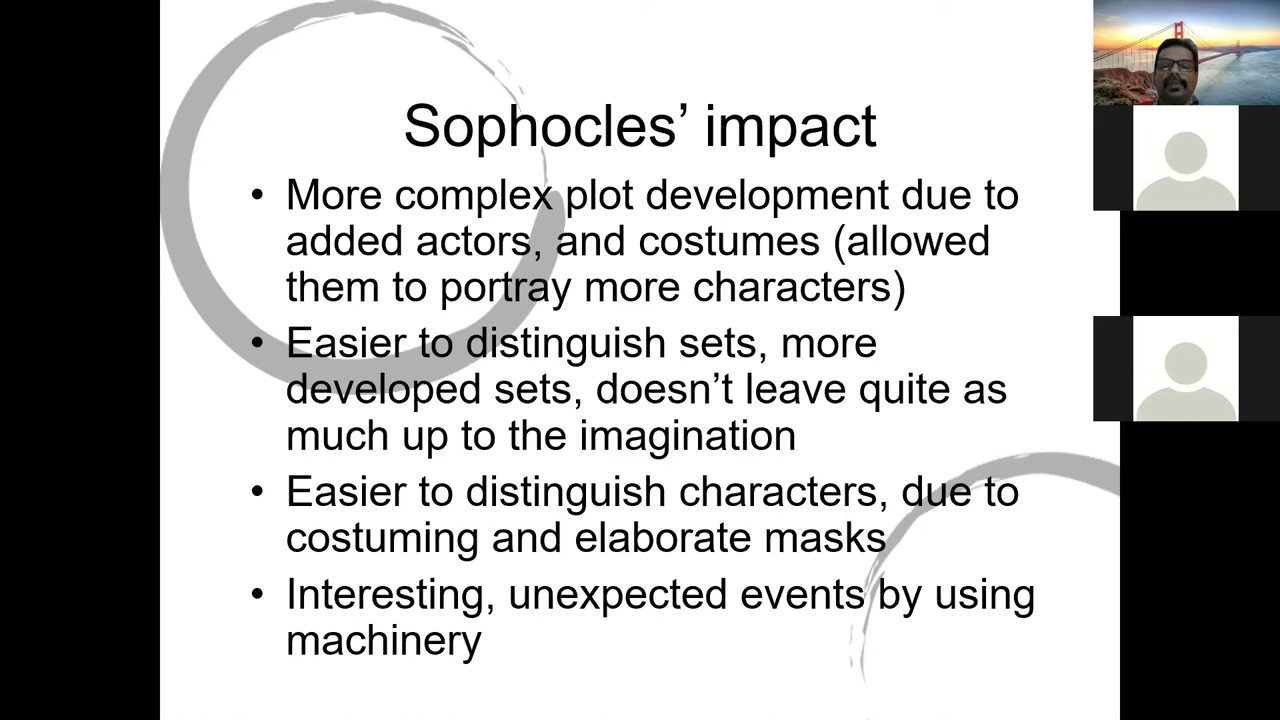 Sophocles’ impact
• More complex plot development due to
added actors, and costumes (allowed
them to portray more characters)
• Easier to distinguish sets, more
developed sets, doesn’t leave quite as
much up to the imagination
• Easier to distinguish characters, due to
costuming and elaborate masks
• Interesting, unexpected events by using
machinery